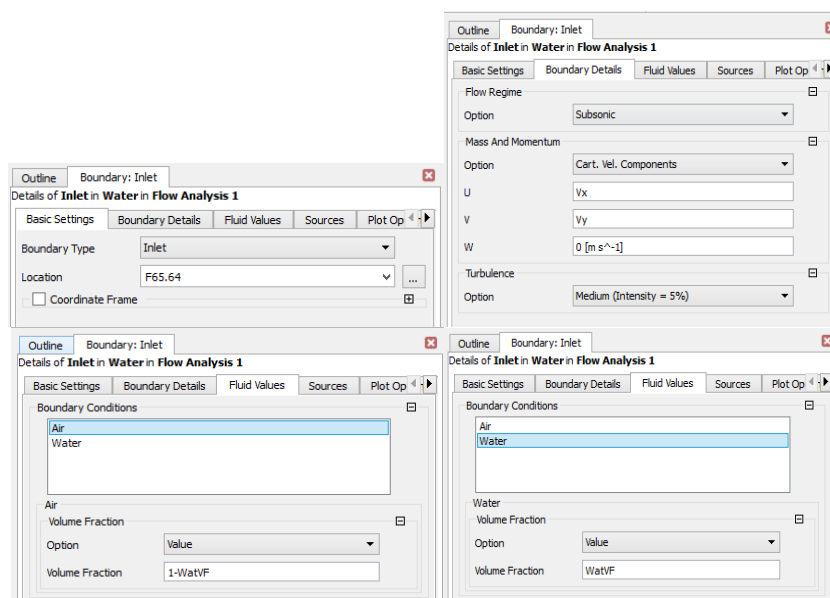 Outline Boundary: Inlet
Details of Inlet in Water in Flow Analysis 1
Basic Settings Boundary Details Fluid Values Sources Plot Op
Flow Regime
Option Subsonic
Mass And Momentum
Option Cart. Vel. Components
U Vx
V Vy
W 0 [m s^-1]
Turbulence
Option Medium (Intensity = 5%)
Outline Boundary: Inlet
Details of Inlet in Water in Flow Analysis 1
Basic Settings Boundary Details Fluid Values Sources Plot Op
Boundary Type Inlet
Location F65.64 ...
Coordinate Frame
Outline Boundary: Inlet
Details of Inlet in Water in Flow Analysis 1
Basic Settings Boundary Details Fluid Values Sources Plot Op
Boundary Conditions
Air
Water
Air
Volume Fraction
Option Value
Volume Fraction 1-WatVF
Outline Boundary: Inlet
Details of Inlet in Water in Flow Analysis 1
Basic Settings Boundary Details Fluid Values Sources Plot Op
Boundary Conditions
Air
Water
Water
Volume Fraction
Option Value
Volume Fraction WatVF